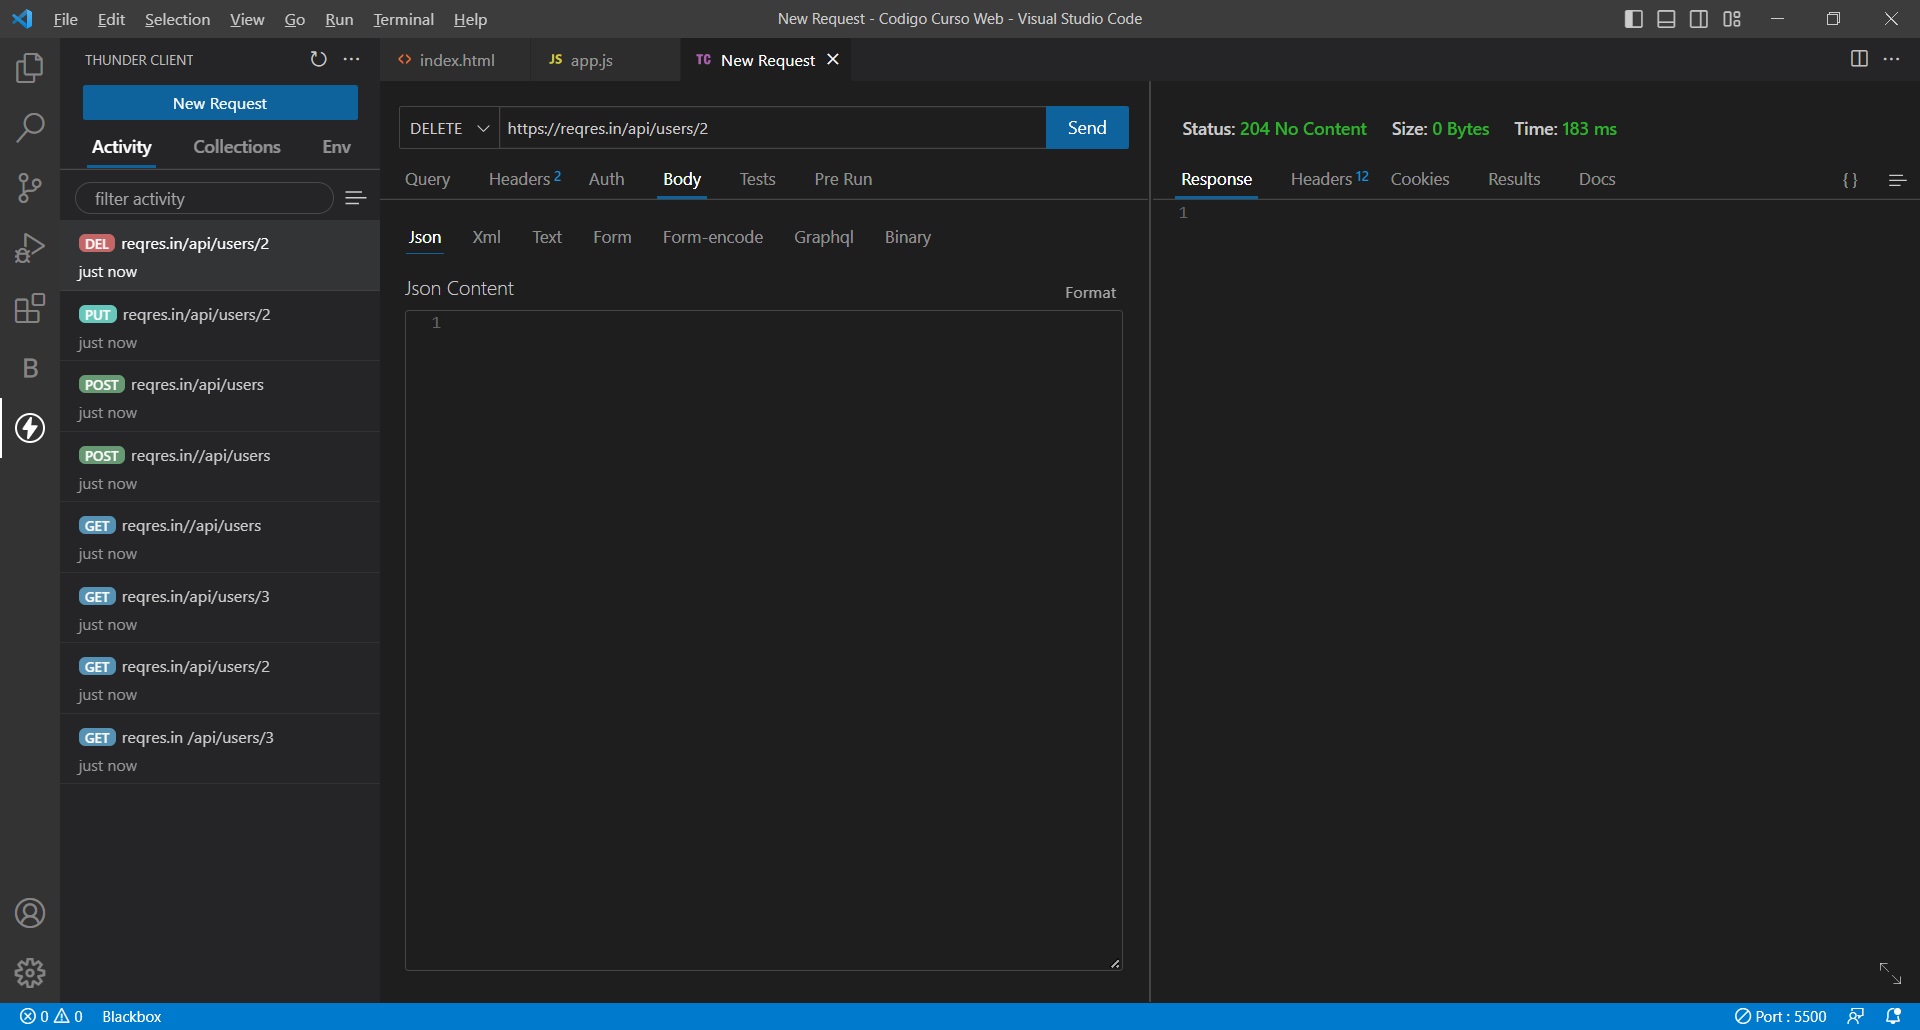 File Edit Selection View Go Run Terminal Help
New Request - Codigo Curso Web - Visual Studio Code
THUNDER CLIENT
New Request
Activity Collections Env
filter activity
DEL reqres.in/api/users/2
just now
PUT reqres.in/api/users/2
just now
POST reqres.in/api/users
just now
POST reqres.in//api/users
just now
GET reqres.in//api/users
just now
GET reqres.in/api/users/3
just now
GET reqres.in/api/users/2
just now
GET reqres.in /api/users/3
just now
B
<> index.html
JS app.js
TC New Request
DELETE https://reqres.in/api/users/2 Send
Query Headers 2 Auth Body Tests Pre Run
Json Xml Text Form Form-encode Graphql Binary
Json Content
Format
1
Status: 204 No Content Size: 0 Bytes Time: 183 ms
Response Headers 12 Cookies Results Docs {}
1
0 0 Blackbox
Port : 5500